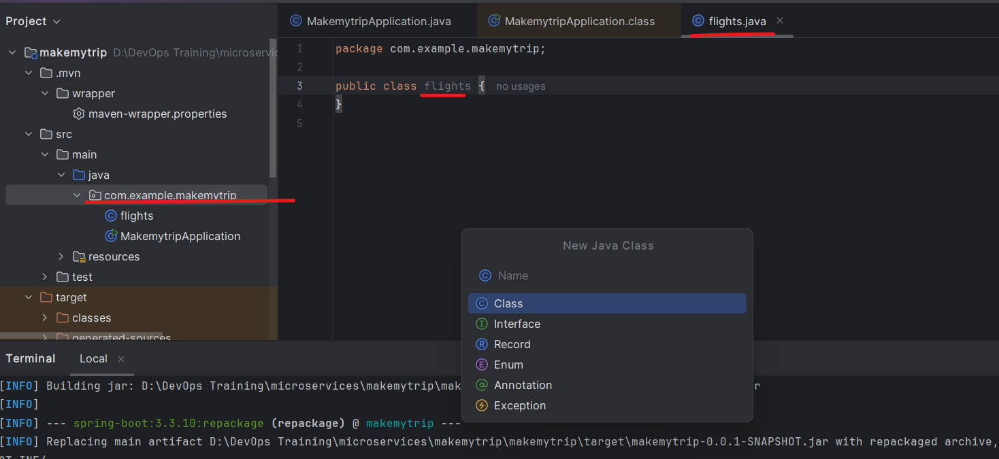 Project
MakemytripApplication.java
MakemytripApplication.class
flights.java
makemytrip D:\DevOps Training\microservic
.mvn
wrapper
maven-wrapper.properties
src
main
java
com.example.makemytrip
flights
MakemytripApplication
resources
test
target
classes
generated-sources
1 package com.example.makemytrip;
2
3 public class flights { no usages
4 }
5
New Java Class
Name
Class
Interface
Record
Enum
Annotation
Exception
Terminal Local
[INFO] Building jar: D:\DevOps Training\microservices\makemytrip\mak r
[INFO]
[INFO] --- spring-boot:3.3.10:repackage (repackage) @ makemytrip ---
[INFO] Replacing main artifact D:\DevOps Training\microservices\makemytrip\makemytrip\target\makemytrip-0.0.1-SNAPSHOT.jar with repackaged archive,